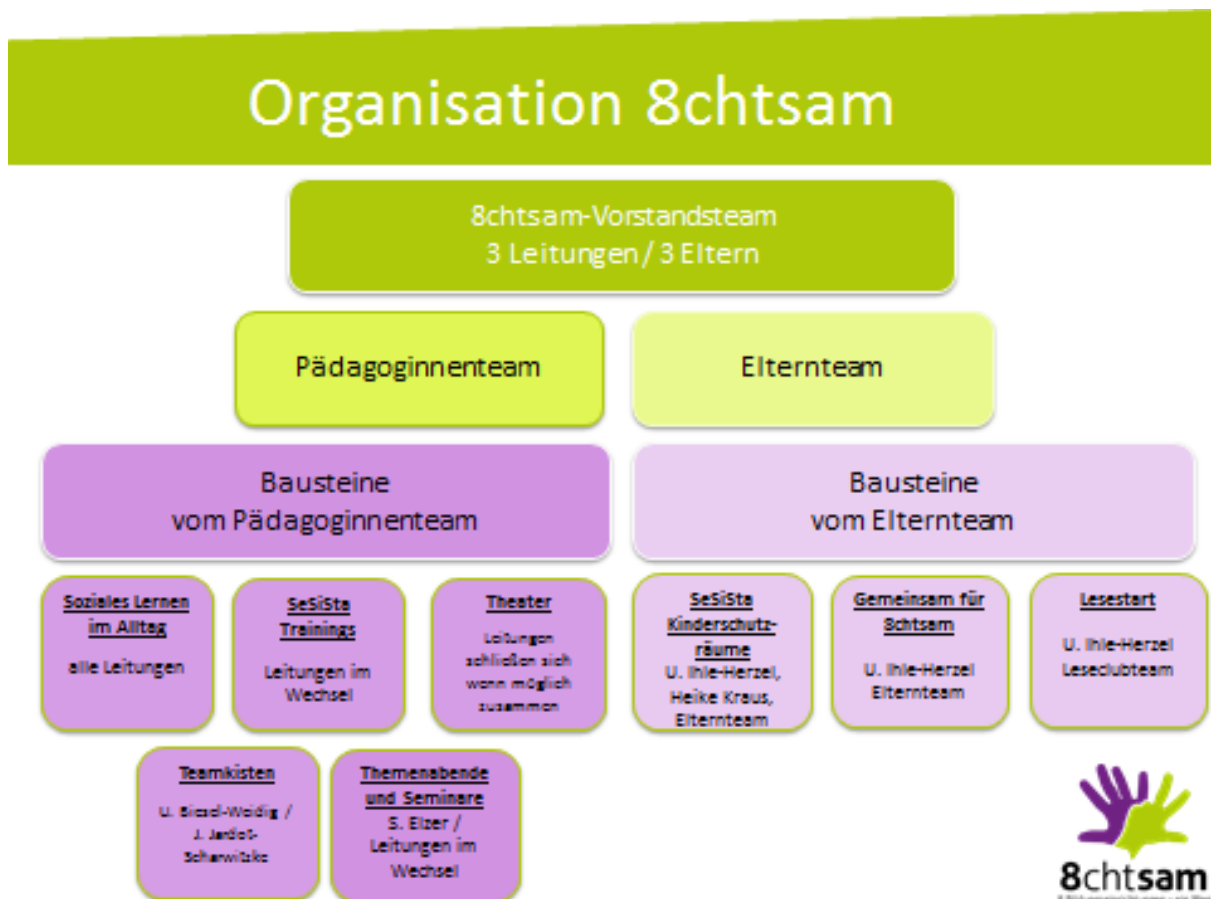 Organisation 8chtsam
8chtsam-Vorstandsteam
3 Leitungen / 3 Eltern
Pädagoginnenteam
Elternteam
Bausteine
vom Pädagoginnenteam
Bausteine
vom Elternteam
Soziales Lernen
im Alltag
alle Leitungen
SeSiSta
Trainings
Leitungen im
Wechsel
Theater
Leitungen
schließen sich
wenn möglich
zusammen
SeSiSta
Kinderschutz-
räume
U. Ihle-Herzel,
Heike Kraus,
Elternteam
Gemeinsam für
8chtsam
U. Ihle-Herzel
Elternteam
Lesestart
U. Ihle-Herzel
Leseclubteam
Teamkisten
U. /
J.
Themenabende
und Seminare
S. Elzer /
Leitungen im
Wechsel
8chtsam